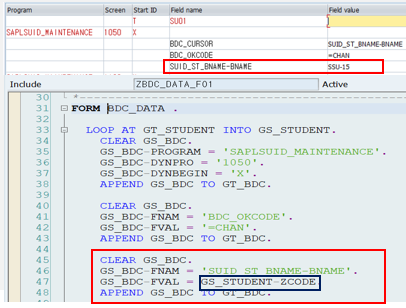 Program Screen Start ID Field name Field value
T SU01
SAPLSUID_MAINTENANCE 1050 X
BDC_CURSOR SUID_ST_BNAME-BNAME
BDC_OKCODE =CHAN
SUID_ST_BNAME-BNAME SSU-15
Include ZBDC_DATA_F01 Active
30 *
31 FORM BDC_DATA .
32
33 LOOP AT GT_STUDENT INTO GS_STUDENT.
34 CLEAR GS_BDC.
35 GS_BDC-PROGRAM = 'SAPLSUID_MAINTENANCE'.
36 GS_BDC-DYNPRO = '1050'.
37 GS_BDC-DYNBEGIN = 'X'.
38 APPEND GS_BDC TO GT_BDC.
39
40 CLEAR GS_BDC.
41 GS_BDC-FNAM = 'BDC_OKCODE'.
42 GS_BDC-FVAL = '=CHAN'.
43 APPEND GS_BDC TO GT_BDC.
44
45 CLEAR GS_BDC.
46 GS_BDC-FNAM = 'SUID_ST_BNAME-BNAME'.
47 GS_BDC-FVAL = GS_STUDENT-ZCODE.
48 APPEND GS_BDC TO GT_BDC.